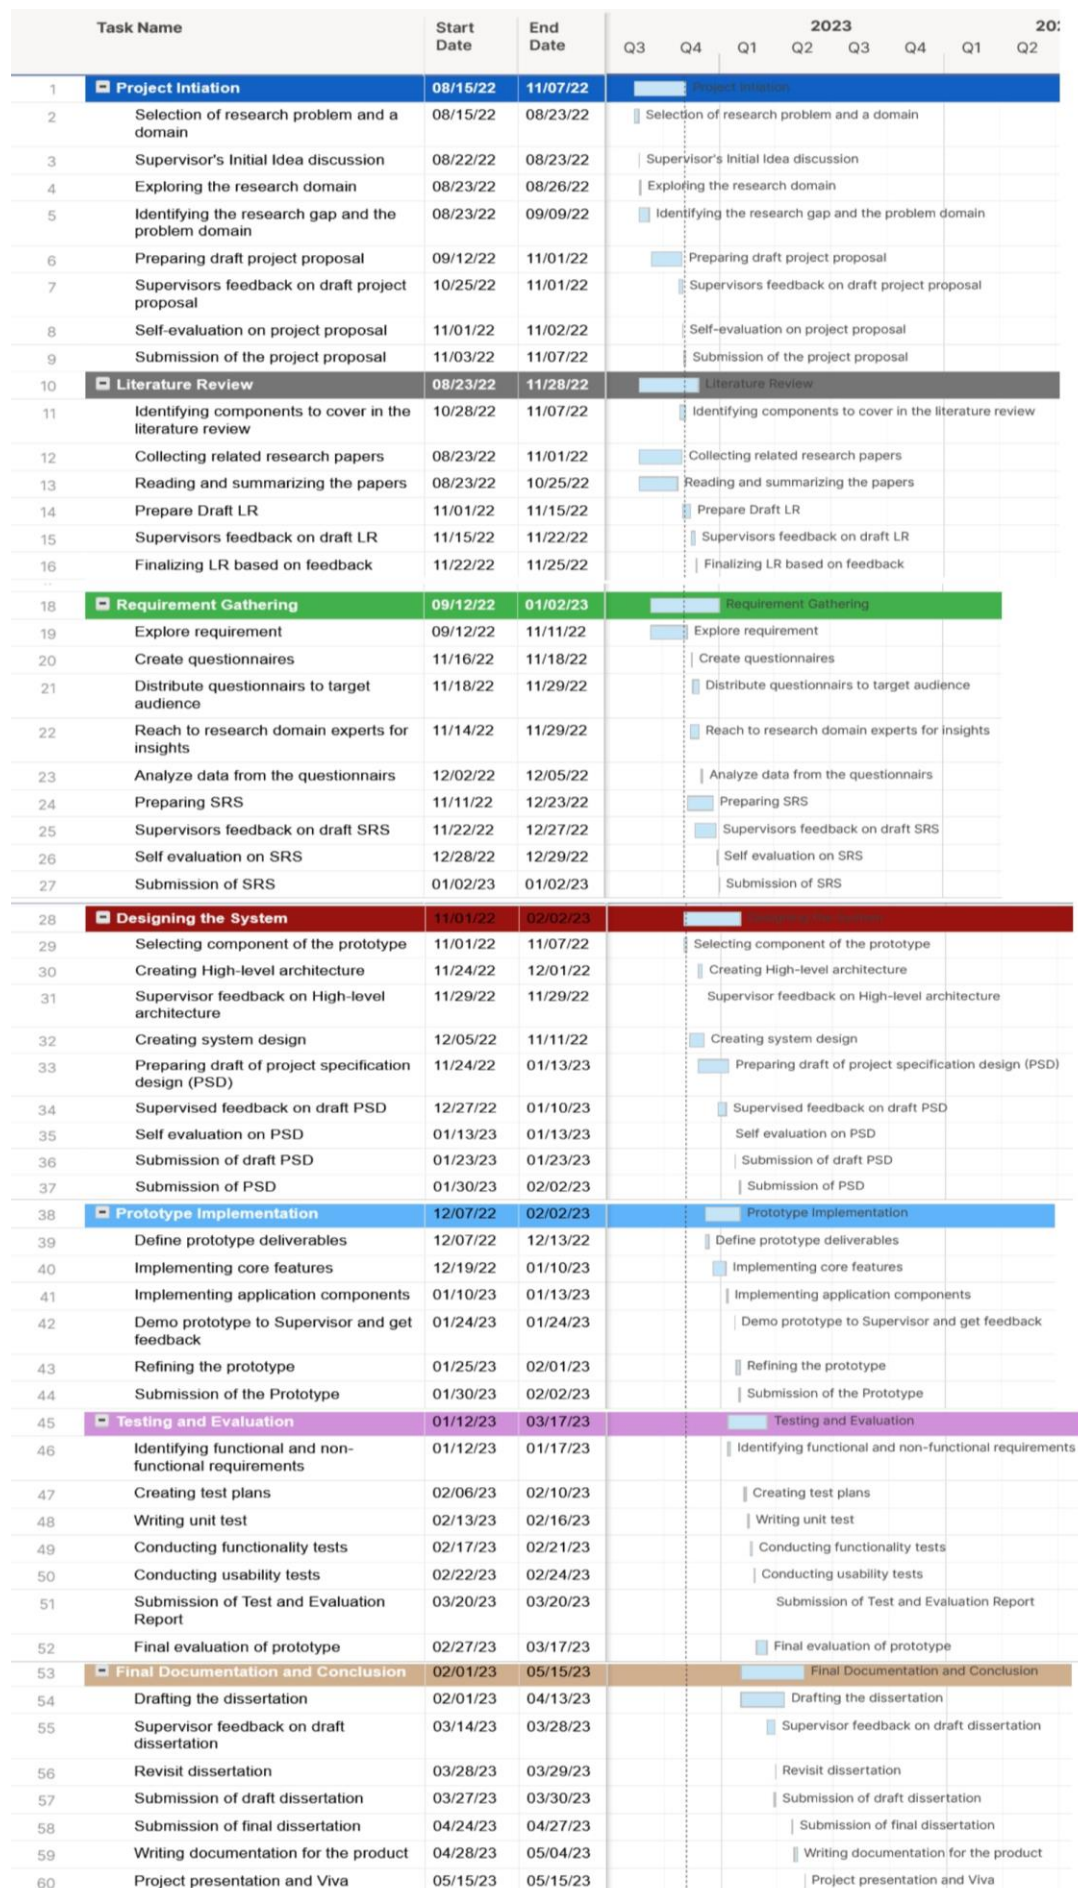 Task Name Start End 2023 202
Date Date Q3 Q4 Q1 Q2 Q3 Q4 Q1 Q2
1 Project Intiation 08/15/22 11/07/22 Project Intiation
2 Selection of research problem and a 08/15/22 08/23/22 Selection of research problem and a domain
domain
3 Supervisor's Initial Idea discussion 08/22/22 08/23/22 Supervisor's Initial Idea discussion
4 Exploring the research domain 08/23/22 08/26/22 Exploring the research domain
5 Identifying the research gap and the 08/23/22 09/09/22 Identifying the research gap and the problem domain
problem domain
6 Preparing draft project proposal 09/12/22 11/01/22 Preparing draft project proposal
7 Supervisors feedback on draft project 10/25/22 11/01/22 Supervisors feedback on draft project proposal
proposal
8 Self-evaluation on project proposal 11/01/22 11/02/22 Self-evaluation on project proposal
9 Submission of the project proposal 11/03/22 11/07/22 Submission of the project proposal
10 Literature Review 08/23/22 11/28/22 Literature Review
11 Identifying components to cover in the 10/28/22 11/07/22 Identifying components to cover in the literature review
literature review
12 Collecting related research papers 08/23/22 11/01/22 Collecting related research papers
13 Reading and summarizing the papers 08/23/22 10/25/22 Reading and summarizing the papers
14 Prepare Draft LR 11/01/22 11/15/22 Prepare Draft LR
15 Supervisors feedback on draft LR 11/15/22 11/22/22 Supervisors feedback on draft LR
16 Finalizing LR based on feedback 11/22/22 11/25/22 Finalizing LR based on feedback
18 Requirement Gathering 09/12/22 01/02/23 Requirement Gathering
19 Explore requirement 09/12/22 11/11/22 Explore requirement
20 Create questionnaires 11/16/22 11/18/22 Create questionnaires
21 Distribute questionnairs to target 11/18/22 11/29/22 Distribute questionnairs to target audience
audience
22 Reach to research domain experts for 11/14/22 11/29/22 Reach to research domain experts for insights
insights
23 Analyze data from the questionnairs 12/02/22 12/05/22 Analyze data from the questionnairs
24 Preparing SRS 11/11/22 12/23/22 Preparing SRS
25 Supervisors feedback on draft SRS 11/22/22 12/27/22 Supervisors feedback on draft SRS
26 Self evaluation on SRS 12/28/22 12/29/22 Self evaluation on SRS
27 Submission of SRS 01/02/23 01/02/23 Submission of SRS
28 Designing the System 11/01/22 02/02/23 Designing the System
29 Selecting component of the prototype 11/01/22 11/07/22 Selecting component of the prototype
30 Creating High-level architecture 11/24/22 12/01/22 Creating High-level architecture
31 Supervisor feedback on High-level 11/29/22 11/29/22 Supervisor feedback on High-level architecture
architecture
32 Creating system design 12/05/22 11/11/22 Creating system design
33 Preparing draft of project specification 11/24/22 01/13/23 Preparing draft of project specification design (PSD)
design (PSD)
34 Supervised feedback on draft PSD 12/27/22 01/10/23 Supervised feedback on draft PSD
35 Self evaluation on PSD 01/13/23 01/13/23 Self evaluation on PSD
36 Submission of draft PSD 01/23/23 01/23/23 Submission of draft PSD
37 Submission of PSD 01/30/23 02/02/23 Submission of PSD
38 Prototype Implementation 12/07/22 02/02/23 Prototype Implementation
39 Define prototype deliverables 12/07/22 12/13/22 Define prototype deliverables
40 Implementing core features 12/19/22 01/10/23 Implementing core features
41 Implementing application components 01/10/23 01/13/23 Implementing application components
42 Demo prototype to Supervisor and get 01/24/23 01/24/23 Demo prototype to Supervisor and get feedback
feedback
43 Refining the prototype 01/25/23 02/01/23 Refining the prototype
44 Submission of the Prototype 01/30/23 02/02/23 Submission of the Prototype
45 Testing and Evaluation 01/12/23 03/17/23 Testing and Evaluation
46 Identifying functional and non- 01/12/23 01/17/23 Identifying functional and non-functional requirements
functional requirements
47 Creating test plans 02/06/23 02/10/23 Creating test plans
48 Writing unit test 02/13/23 02/16/23 Writing unit test
49 Conducting functionality tests 02/17/23 02/21/23 Conducting functionality tests
50 Conducting usability tests 02/22/23 02/24/23 Conducting usability tests
51 Submission of Test and Evaluation 03/20/23 03/20/23 Submission of Test and Evaluation Report
Report
52 Final evaluation of prototype 02/27/23 03/17/23 Final evaluation of prototype
53 Final Documentation and Conclusion 02/01/23 05/15/23 Final Documentation and Conclusion
54 Drafting the dissertation 02/01/23 04/13/23 Drafting the dissertation
55 Supervisor feedback on draft 03/14/23 03/28/23 Supervisor feedback on draft dissertation
dissertation
56 Revisit dissertation 03/28/23 03/29/23 Revisit dissertation
57 Submission of draft dissertation 03/27/23 03/30/23 Submission of draft dissertation
58 Submission of final dissertation 04/24/23 04/27/23 Submission of final dissertation
59 Writing documentation for the product 04/28/23 05/04/23 Writing documentation for the product
60 Project presentation and Viva 05/15/23 05/15/23 Project presentation and Viva